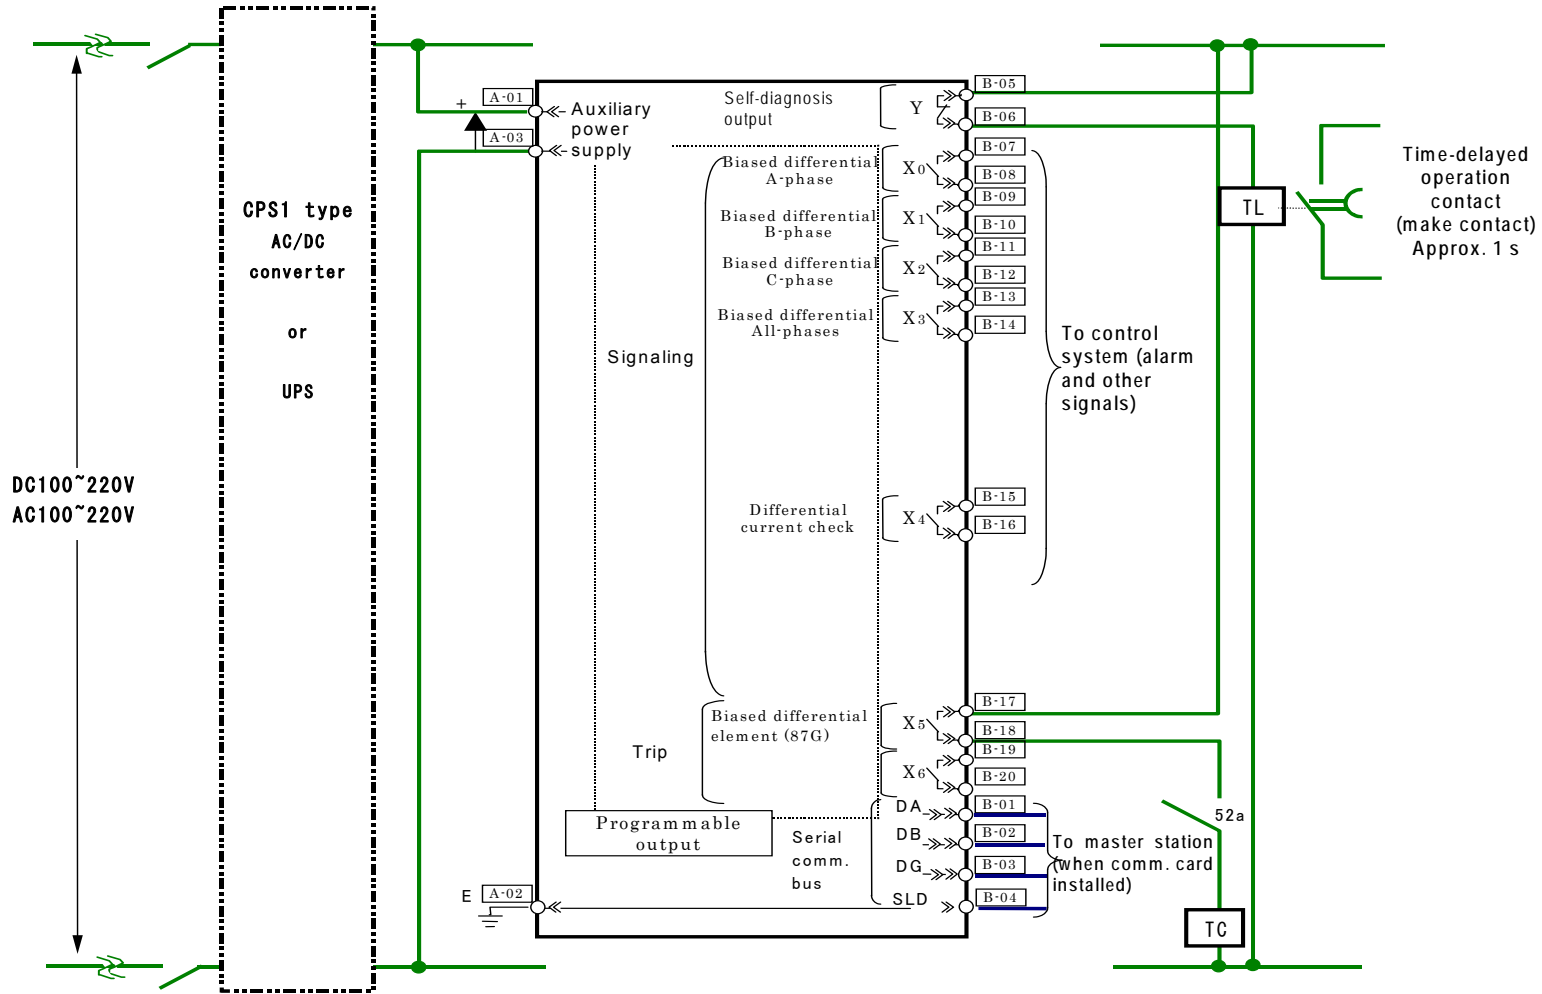 DC100~220V
AC100~220V
CPS1 type
AC/DC
converter
or
UPS
+
A-01
A-03
Auxiliary
power
supply
Self-diagnosis
output
Y
B-05
B-06
Biased differential
A-phase
X0
B-07
B-08
Biased differential
B-phase
X1
B-09
B-10
Biased differential
C-phase
X2
B-11
B-12
Biased differential
All-phases
X3
B-13
B-14
Signaling
Differential
current check
X4
B-15
B-16
To control
system (alarm
and other
signals)
Trip
Biased differential
element (87G)
X5
B-17
B-18
X6
B-19
B-20
Programmable
output
Serial
comm.
bus
DA
B-01
DB
B-02
DG
B-03
SLD
B-04
To master station
(when comm. card
installed)
E
A-02
TL
Time-delayed
operation
contact
(make contact)
Approx. 1 s
52a
TC